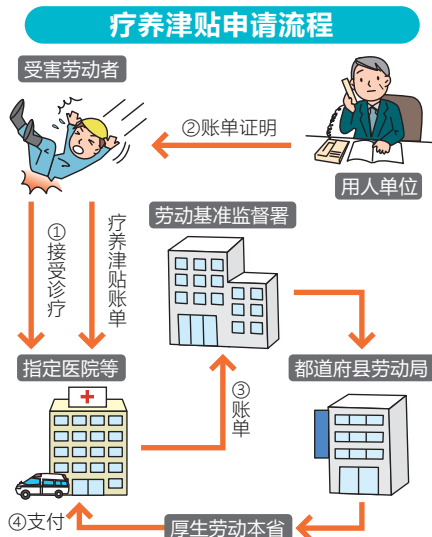 疗养津贴申请流程
受害劳动者
②账单证明
用人单位
①接受诊疗
疗养津贴账单
劳动基准监督署
指定医院等
③账单
都道府县劳动局
④支付
厚生劳动本省